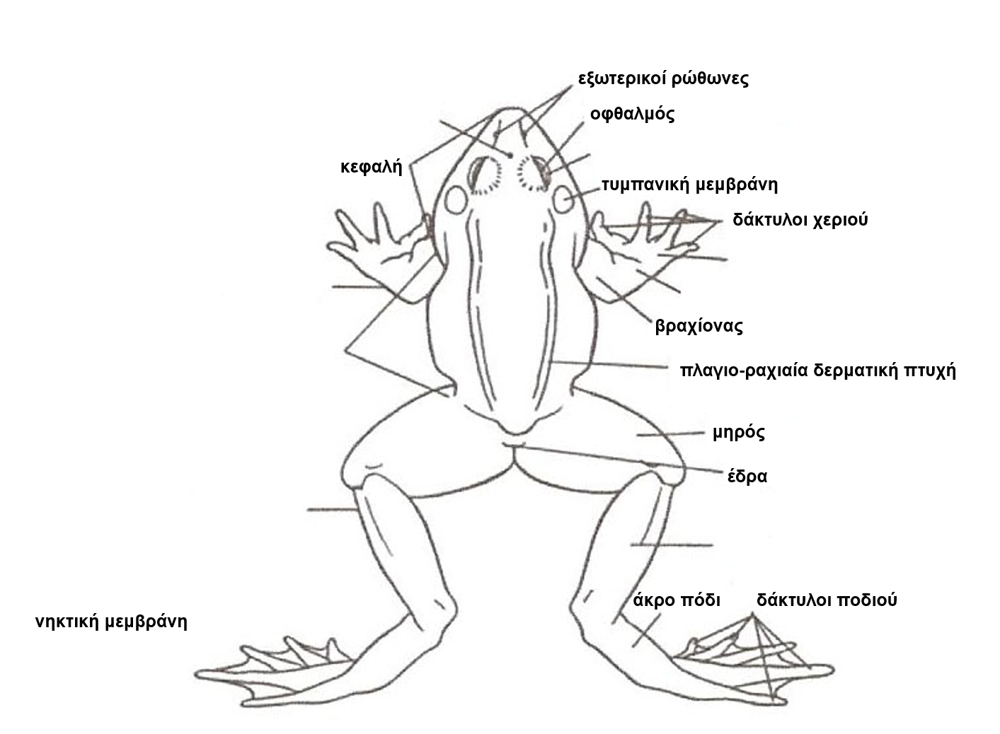 εξωτερικοί ρώθωνες
οφθαλμός
κεφαλή
τυμπανική μεμβράνη
δάκτυλοι χεριού
βραχίονας
πλαγιο-ραχιαία δερματική πτυχή
μηρός
έδρα
άκρο πόδι
δάκτυλοι ποδιού
νηκτική μεμβράνη